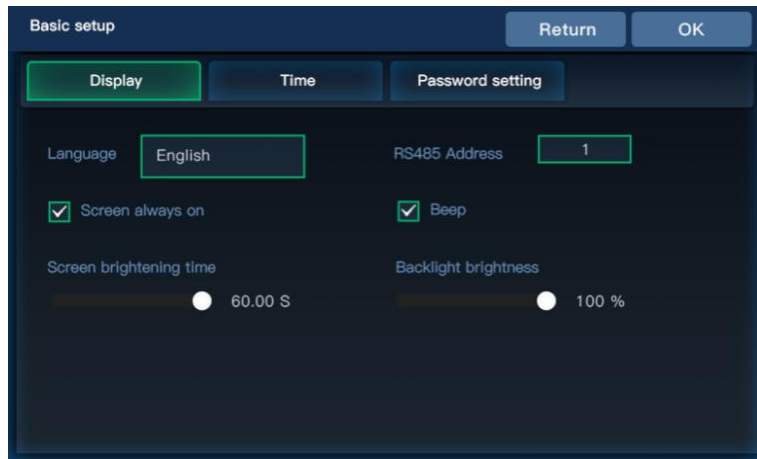 Basic setup Return OK
Display Time Password setting
Language English RS485 Address 1
Screen always on Beep
Screen brightening time Backlight brightness
60.00 S 100 %